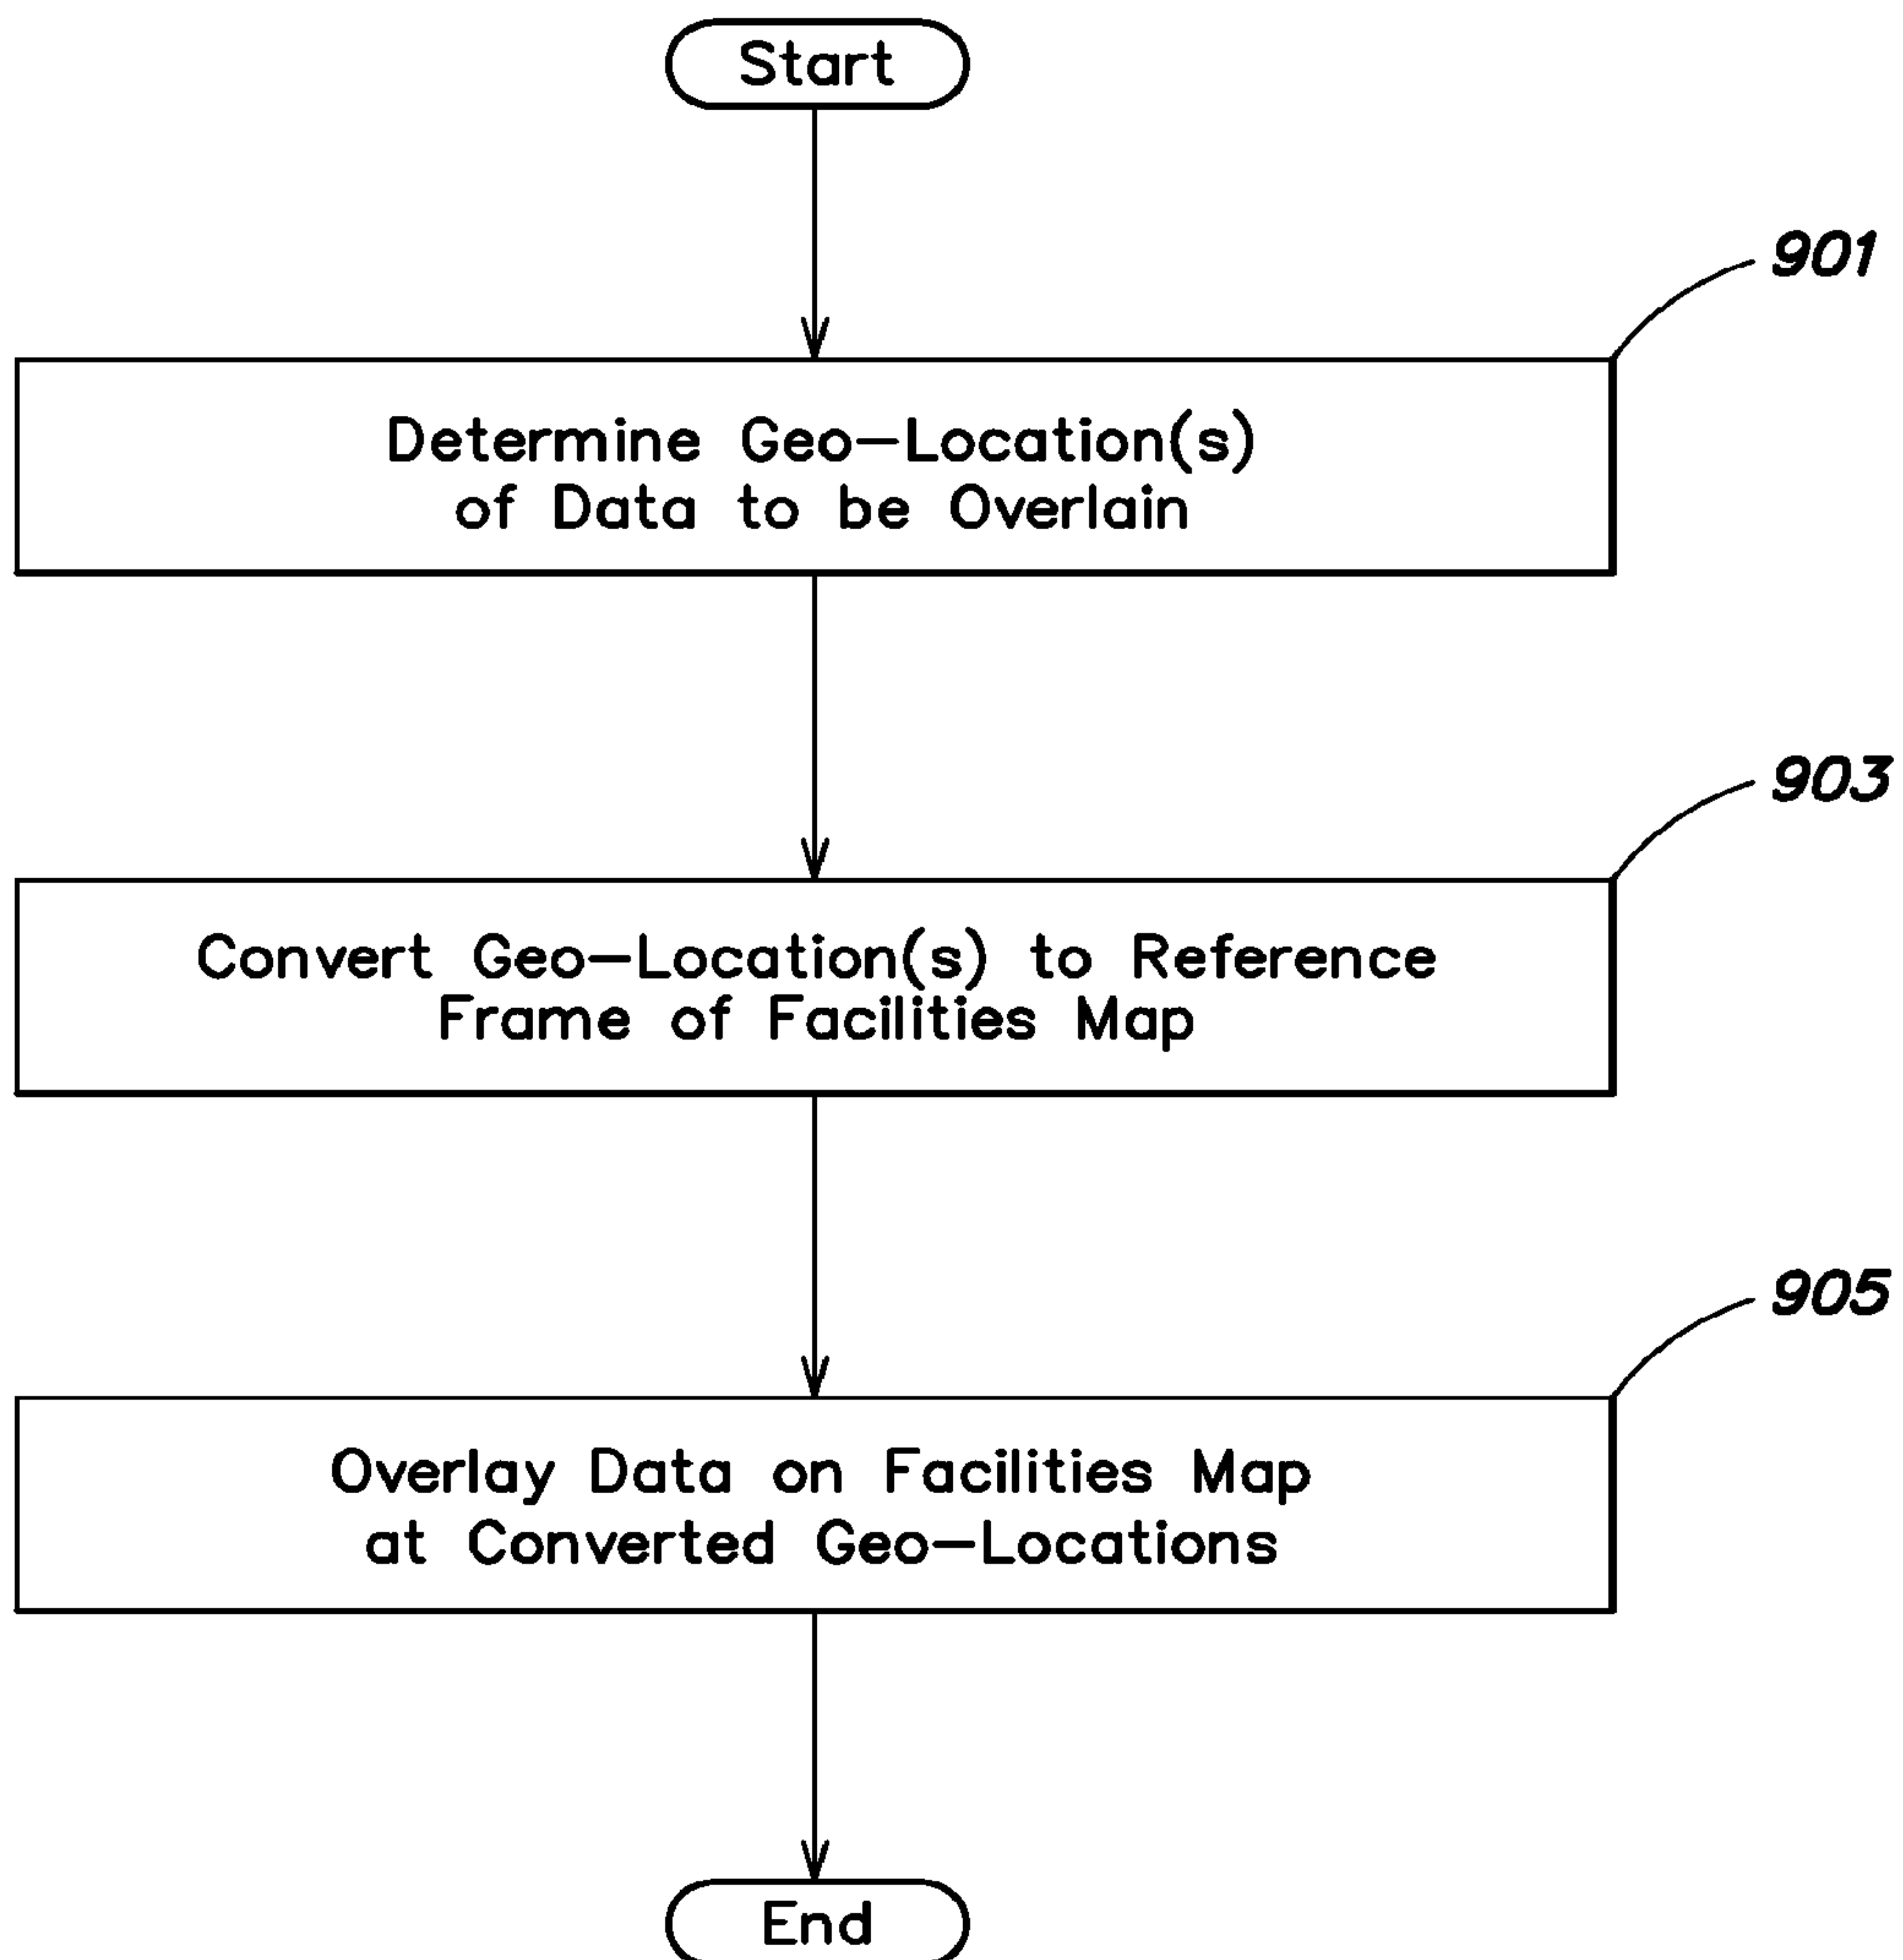 Start
901
Determine Geo-Location(s)
of Data to be Overlain
903
Convert Geo-Location(s) to Reference
Frame of Facilities Map
905
Overlay Data on Facilities Map
at Converted Geo-Locations
End